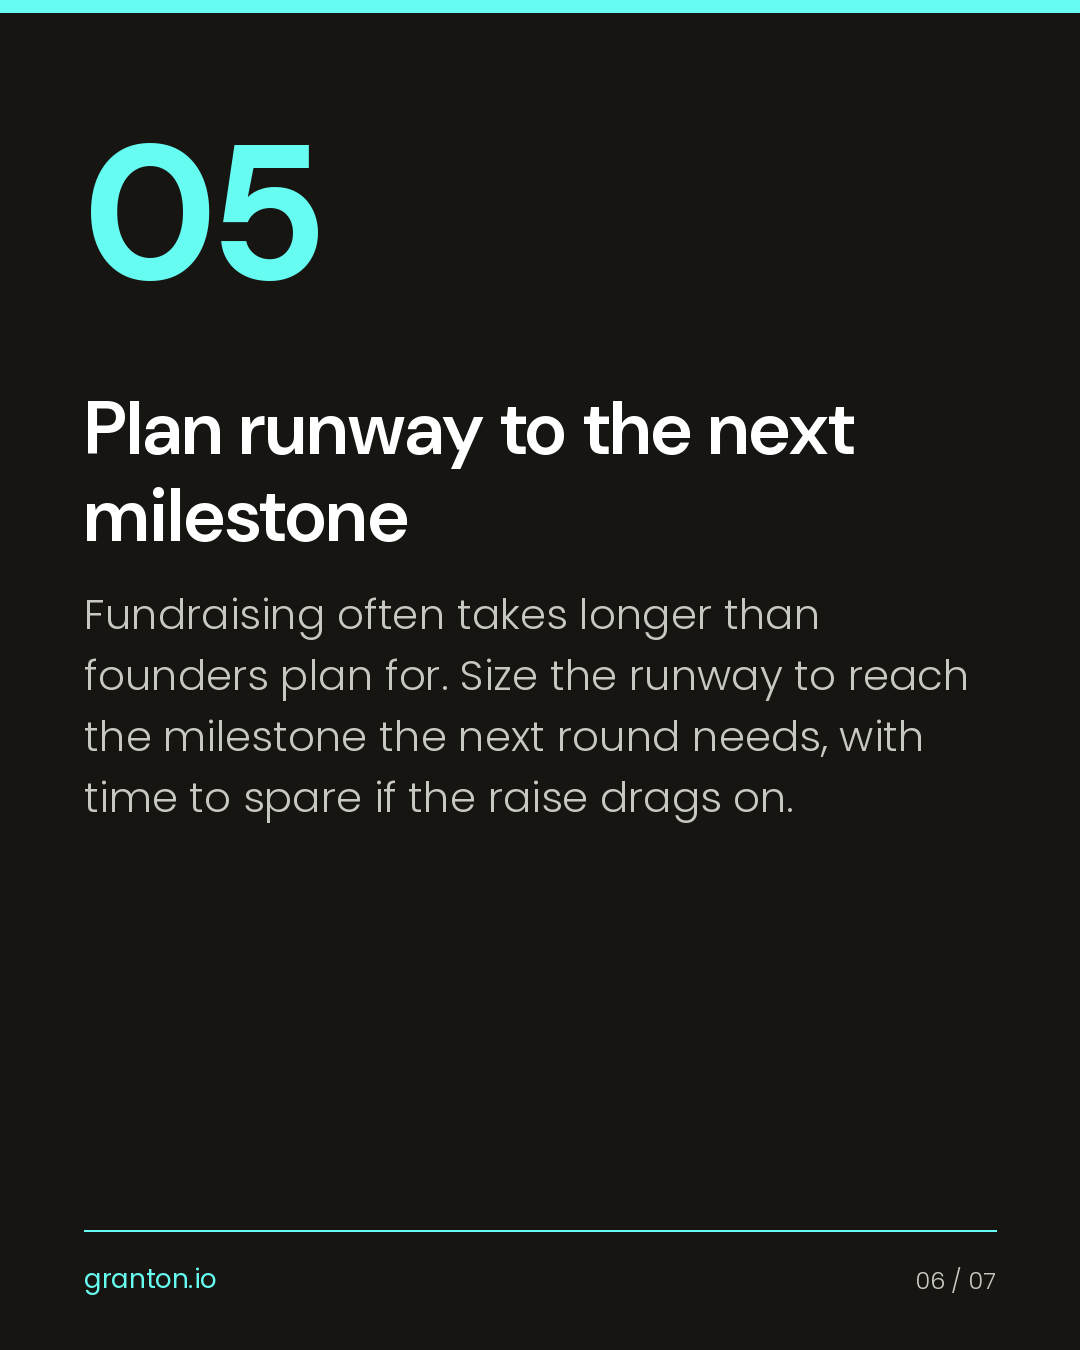 05
Plan runway to the next
milestone
Fundraising often takes longer than
founders plan for. Size the runway to reach
the milestone the next round needs, with
time to spare if the raise drags on.
granton.io
06 / 07